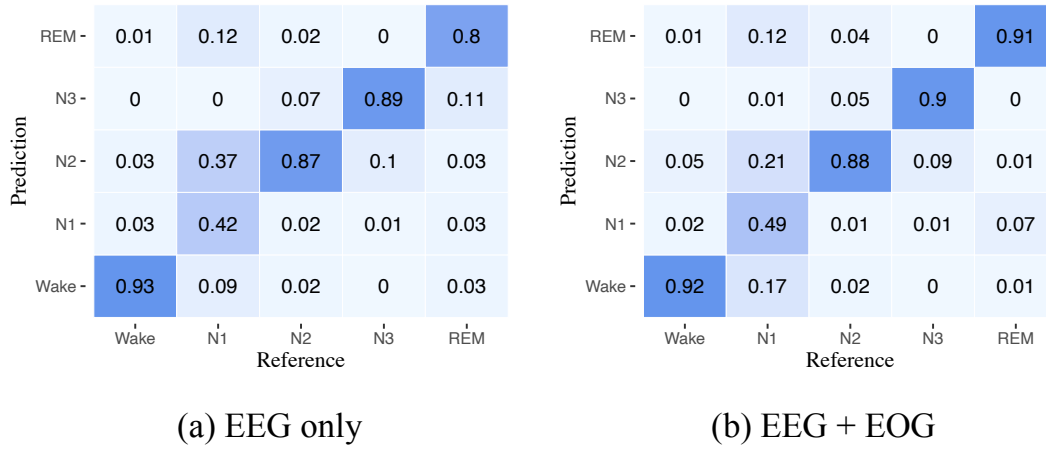 REM 0.01 0.12 0.02 0 0.8
N3 0 0 0.07 0.89 0.11
N2 0.03 0.37 0.87 0.1 0.03
N1 0.03 0.42 0.02 0.01 0.03
Wake 0.93 0.09 0.02 0 0.03
Wake N1 N2 N3 REM
Prediction
Reference
(a) EEG only
REM 0.01 0.12 0.04 0 0.91
N3 0 0.01 0.05 0.9 0
N2 0.05 0.21 0.88 0.09 0.01
N1 0.02 0.49 0.01 0.01 0.07
Wake 0.92 0.17 0.02 0 0.01
Wake N1 N2 N3 REM
Prediction
Reference
(b) EEG + EOG